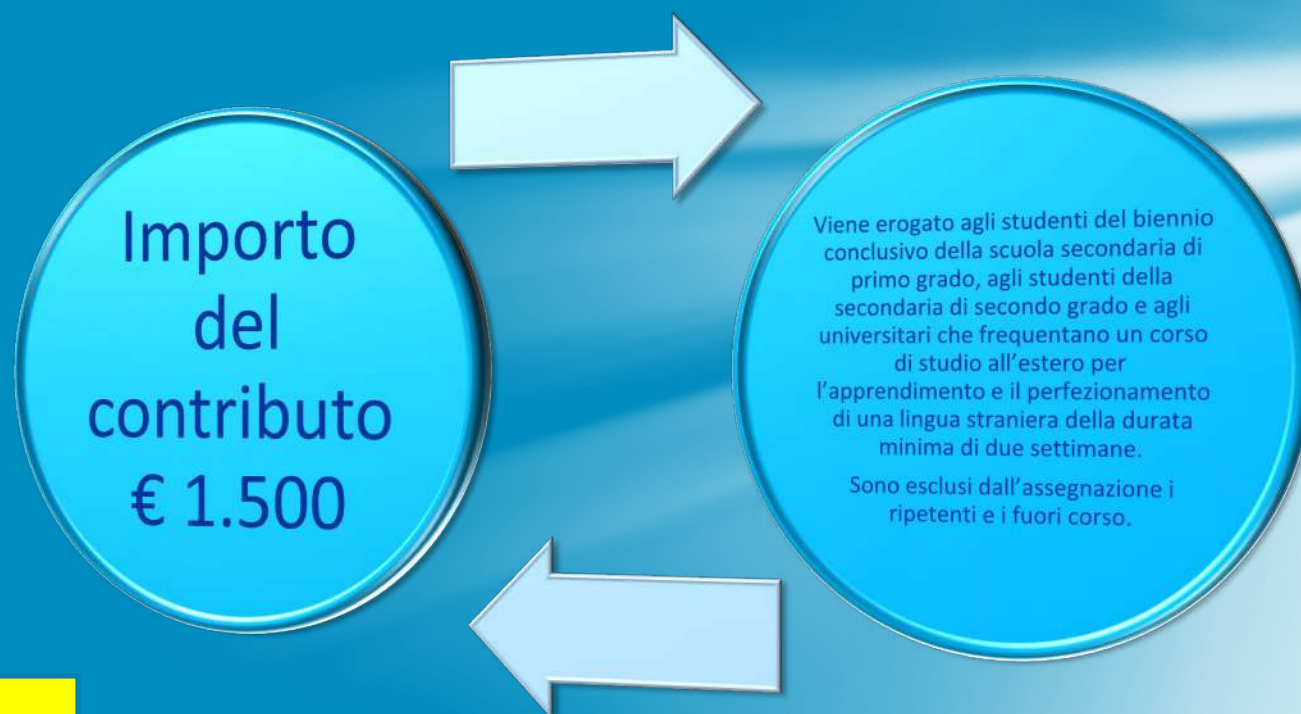 Importo
del
contributo
€ 1.500
Viene erogato agli studenti del biennio
conclusivo della scuola secondaria di
primo grado, agli studenti della
secondaria di secondo grado e agli
universitari che frequentano un corso
di studio all’estero per
l’apprendimento e il perfezionamento
di una lingua straniera della durata
minima di due settimane.
Sono esclusi dall’assegnazione i
ripetenti e i fuori corso.